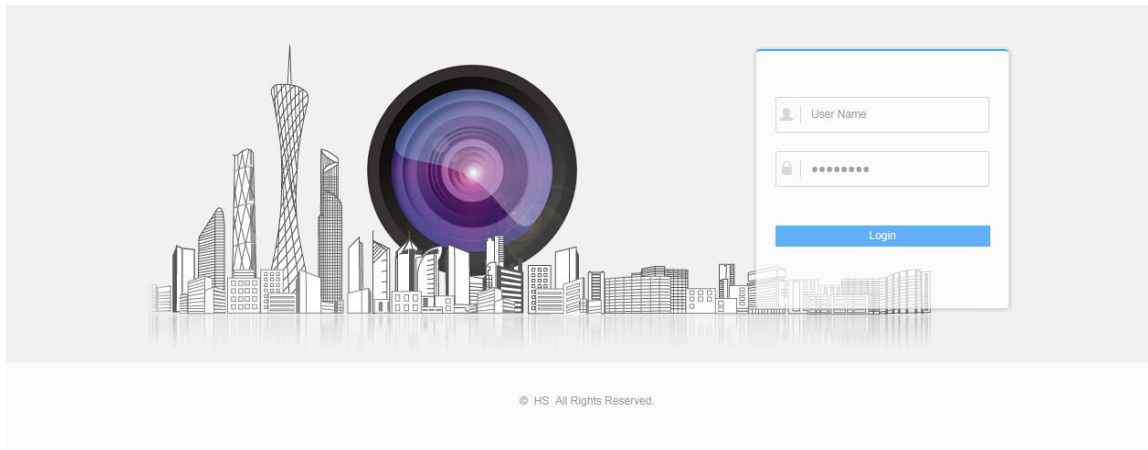 User Name
●●●●●●●●
Login
© HS All Rights Reserved.